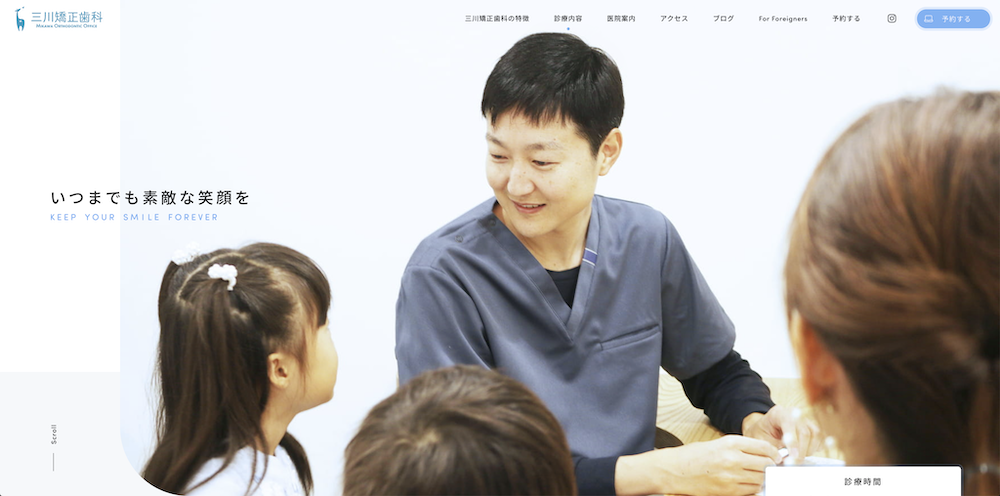 三川矯正歯科
MIKAWA ORTHODONTIC OFFICE
三川矯正歯科の特徴
診療内容
医院案内
アクセス
ブログ
For Foreigners
予約する
予約する
いつまでも素敵な笑顔を
KEEP YOUR SMILE FOREVER
Scroll
診療時間